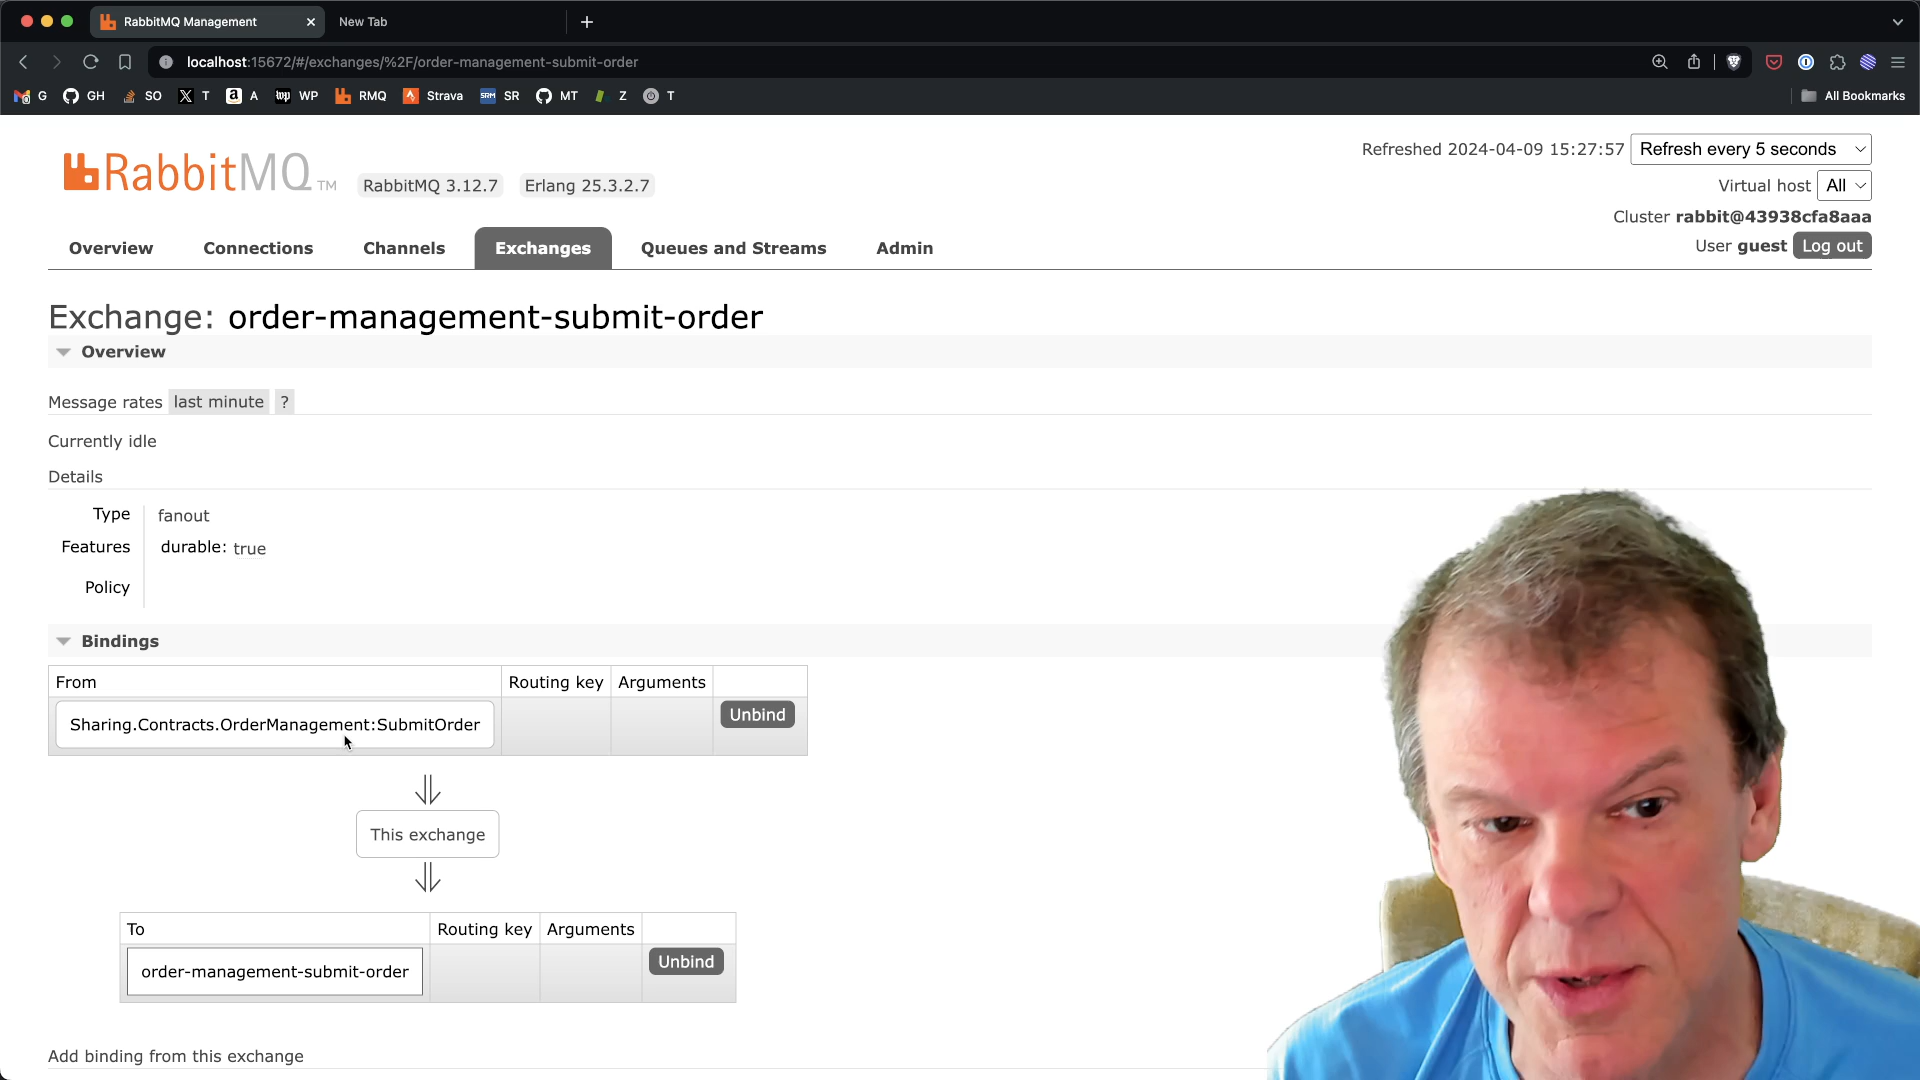 RabbitMQ Management
New Tab
localhost:15672/#/exchanges/%2F/order-management-submit-order
G GH SO T A WP RMQ Strava SR MT Z T All Bookmarks
RabbitMQ TM
RabbitMQ 3.12.7 Erlang 25.3.2.7
Refreshed 2024-04-09 15:27:57 Refresh every 5 seconds
Virtual host All
Cluster rabbit@43938cfa8aaa
User guest Log out
Overview Connections Channels Exchanges Queues and Streams Admin
Exchange: order-management-submit-order
Overview
Message rates last minute ?
Currently idle
Details
Type fanout
Features durable: true
Policy
Bindings
From Routing key Arguments
Sharing.Contracts.OrderManagement:SubmitOrder Unbind
⇓
This exchange
⇓
To Routing key Arguments
order-management-submit-order Unbind
Add binding from this exchange